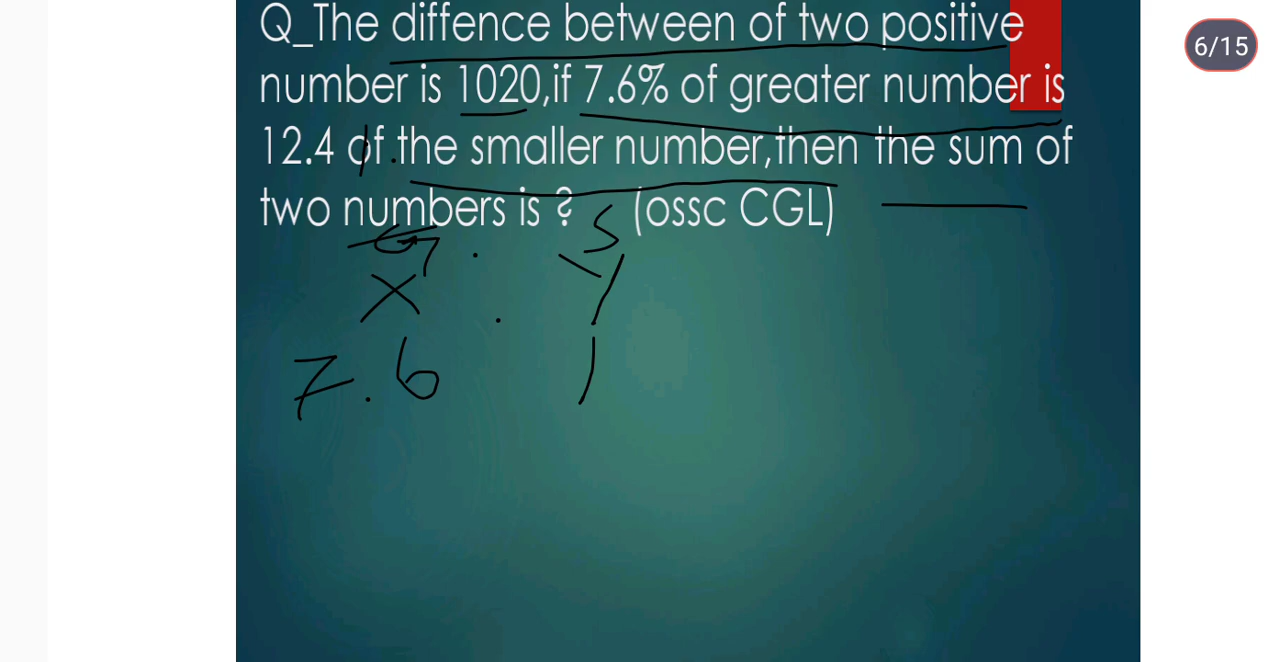 Q_The diffence between of two positive
6/15
number is 1020,if 7.6% of greater number is
12.4 of the smaller number,then the sum of
two numbers is ? (ossc CGL)
G . S
X . Y
7.6 1